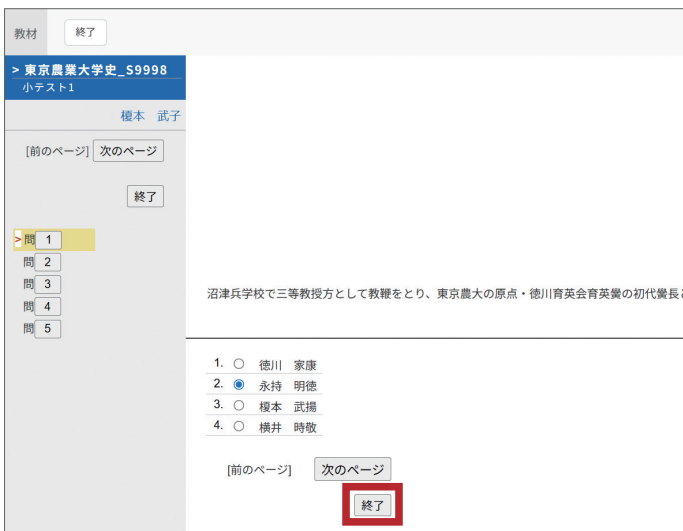 教材 終了
> 東京農業大学史_S9998
小テスト1
榎本 武子
[前のページ] 次のページ
終了
>問 1
問 2
問 3
問 4
問 5
沼津兵学校で三等教授方として教鞭をとり、東京農大の原点・徳川育英会育英黌の初代黌長
1. 徳川 家康
2. 永持 明徳
3. 榎本 武揚
4. 横井 時敬
[前のページ] 次のページ
終了